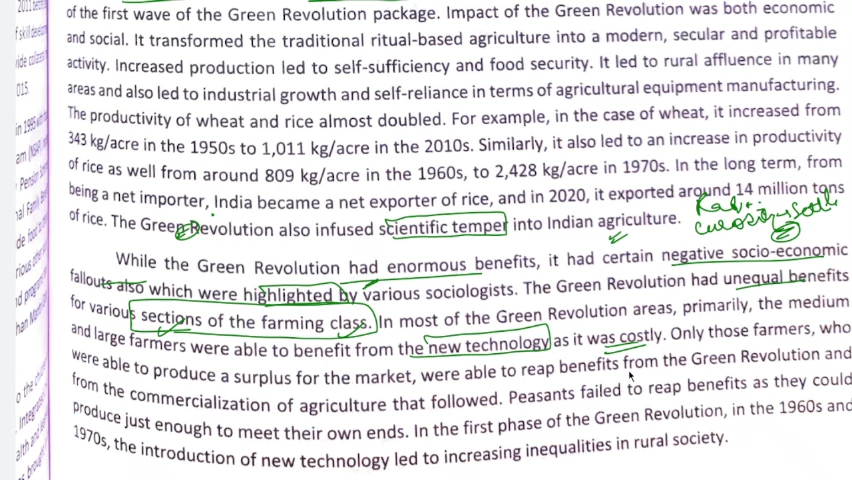 of the first wave of the Green Revolution package. Impact of the Green Revolution was both economic
and social. It transformed the traditional ritual-based agriculture into a modern, secular and profitable
activity. Increased production led to self-sufficiency and food security. It led to rural affluence in many
areas and also led to industrial growth and self-reliance in terms of agricultural equipment manufacturing.
The productivity of wheat and rice almost doubled. For example, in the case of wheat, it increased from
343 kg/acre in the 1950s to 1,011 kg/acre in the 2010s. Similarly, it also led to an increase in productivity
of rice as well from around 809 kg/acre in the 1960s, to 2,428 kg/acre in 1970s. In the long term, from
being a net importer, India became a net exporter of rice, and in 2020, it exported around 14 million tons
of rice. The Green Revolution also infused scientific temper into Indian agriculture.
While the Green Revolution had enormous benefits, it had certain negative socio-economic
fallouts also which were highlighted by various sociologists. The Green Revolution had unequal benefits
for various sections of the farming class. In most of the Green Revolution areas, primarily, the medium
and large farmers were able to benefit from the new technology as it was costly. Only those farmers, who
were able to produce a surplus for the market, were able to reap benefits from the Green Revolution and
from the commercialization of agriculture that followed. Peasants failed to reap benefits as they could
produce just enough to meet their own ends. In the first phase of the Green Revolution, in the 1960s and
1970s, the introduction of new technology led to increasing inequalities in rural society.